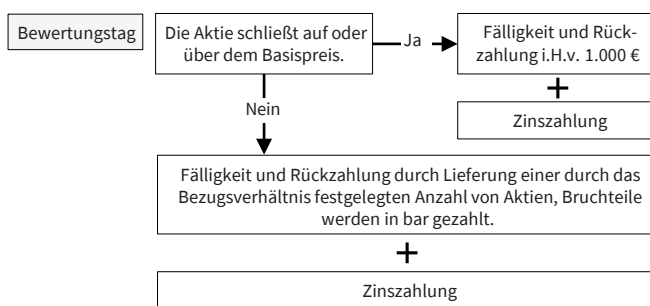 Bewertungstag
Die Aktie schließt auf oder
über dem Basispreis.
Ja
Fälligkeit und Rück-
zahlung i.H.v. 1.000 €
+
Zinszahlung
Nein
Fälligkeit und Rückzahlung durch Lieferung einer durch das
Bezugsverhältnis festgelegten Anzahl von Aktien, Bruchteile
werden in bar gezahlt.
+
Zinszahlung